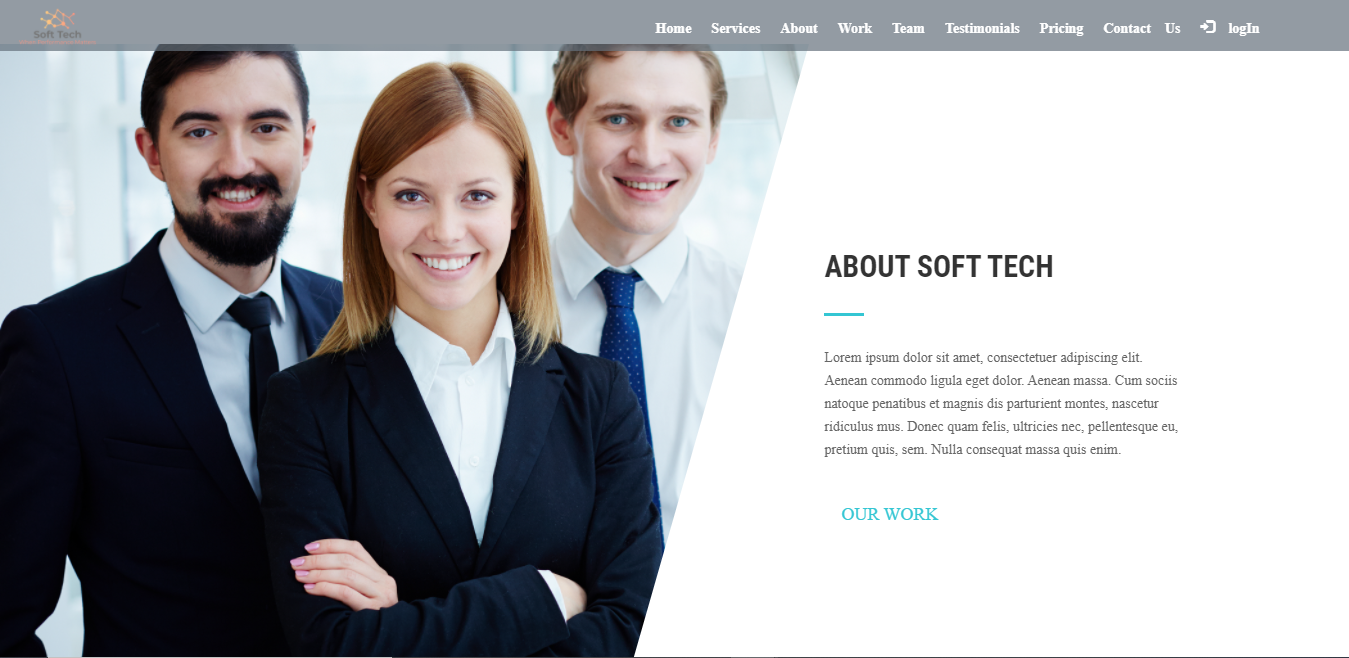 Soft Tech
Home Services About Work Team Testimonials Pricing Contact Us logIn
ABOUT SOFT TECH
Lorem ipsum dolor sit amet, consectetuer adipiscing elit.
Aenean commodo ligula eget dolor. Aenean massa. Cum sociis
natoque penatibus et magnis dis parturient montes, nascetur
ridiculus mus. Donec quam felis, ultricies nec, pellentesque eu,
pretium quis, sem. Nulla consequat massa quis enim.
OUR WORK